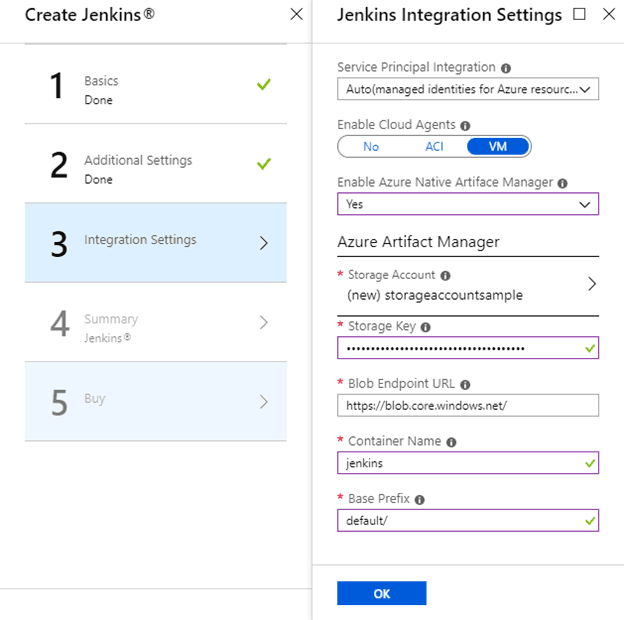 Create Jenkins®
1
Basics
Done
2
Additional Settings
Done
3
Integration Settings
4
Summary
Jenkins®
5
Buy
Jenkins Integration Settings
Service Principal Integration
Auto(managed identities for Azure resourc...
Enable Cloud Agents
No ACI VM
Enable Azure Native Artiface Manager
Yes
Azure Artifact Manager
* Storage Account
(new) storageaccountsample
* Storage Key
••••••••••••••••••••••••••••••••••••••
* Blob Endpoint URL
https://blob.core.windows.net/
* Container Name
jenkins
* Base Prefix
default/
OK